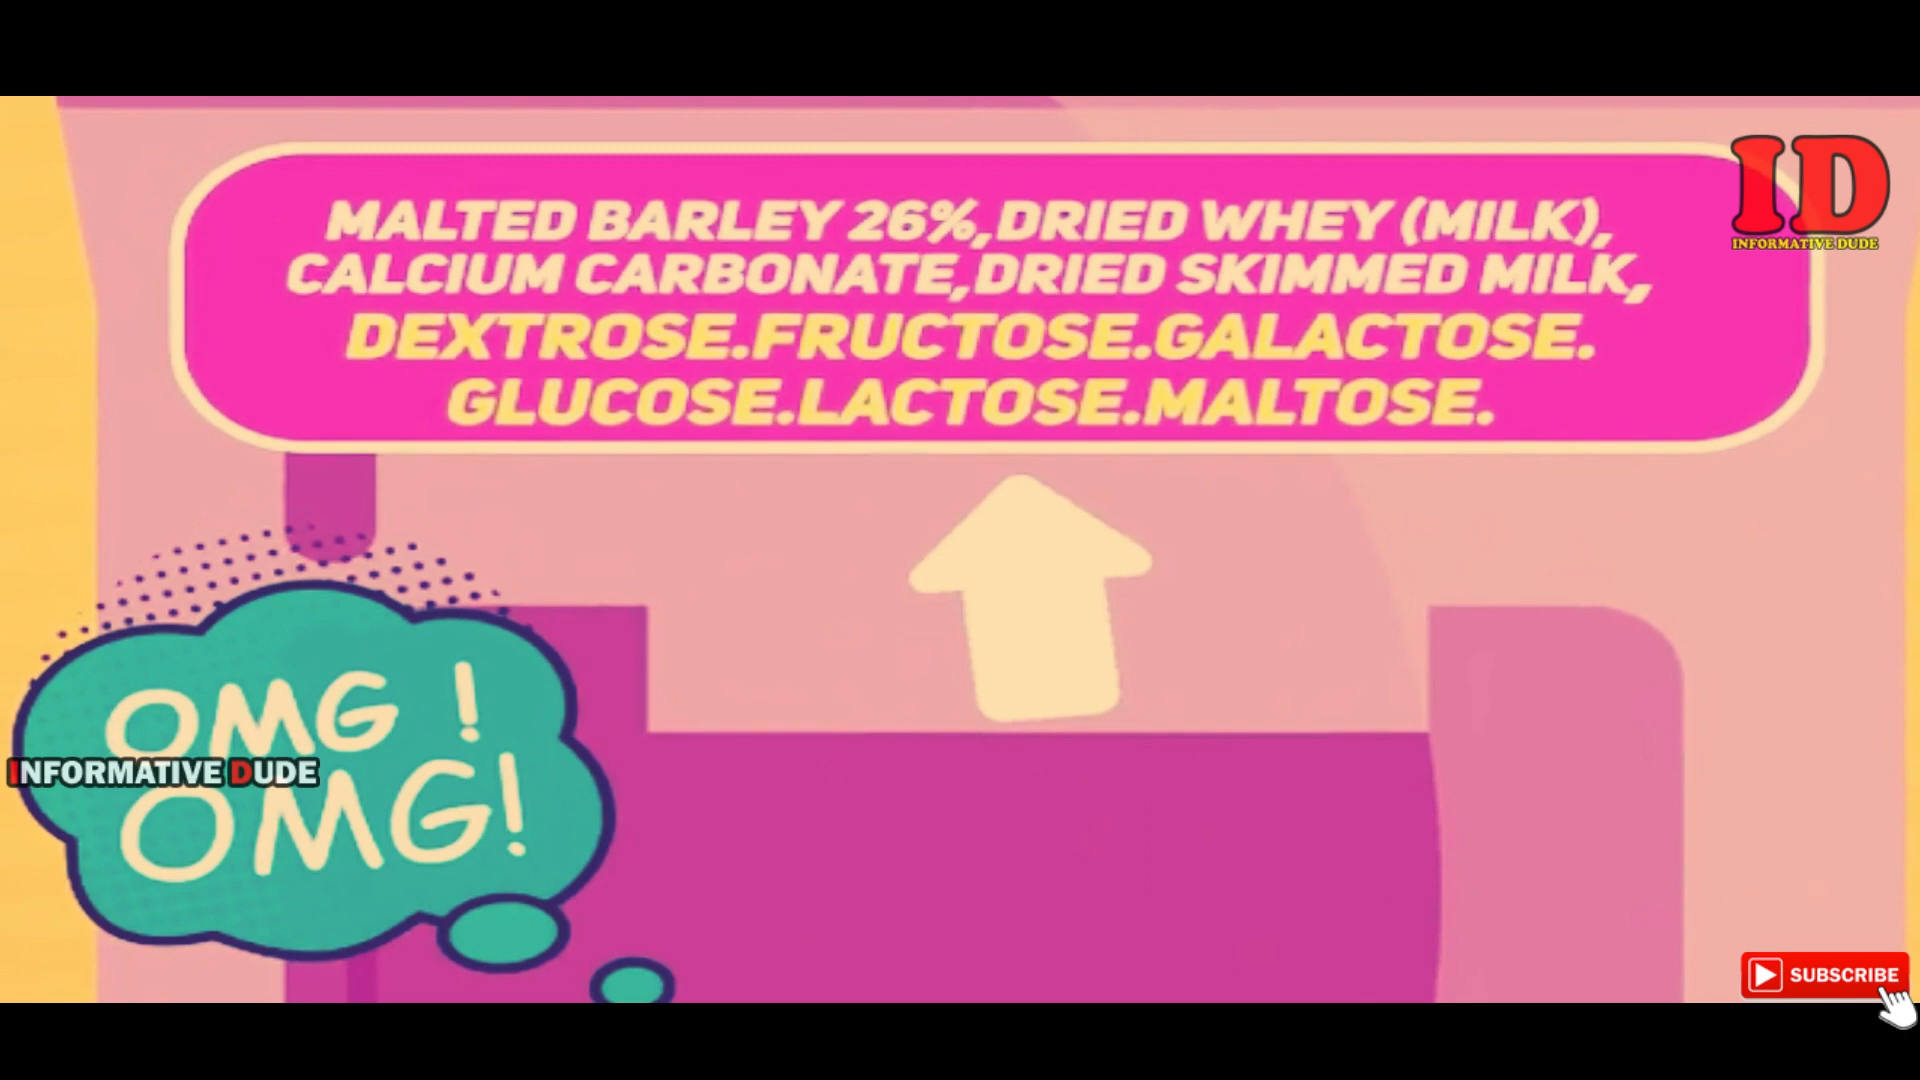 MALTED BARLEY 26%,DRIED WHEY (MILK),
CALCIUM CARBONATE,DRIED SKIMMED MILK,
DEXTROSE.FRUCTOSE.GALACTOSE.
GLUCOSE.LACTOSE.MALTOSE.
ID
INFORMATIVE DUDE
OMG !
INFORMATIVE DUDE
OMG!
SUBSCRIBE